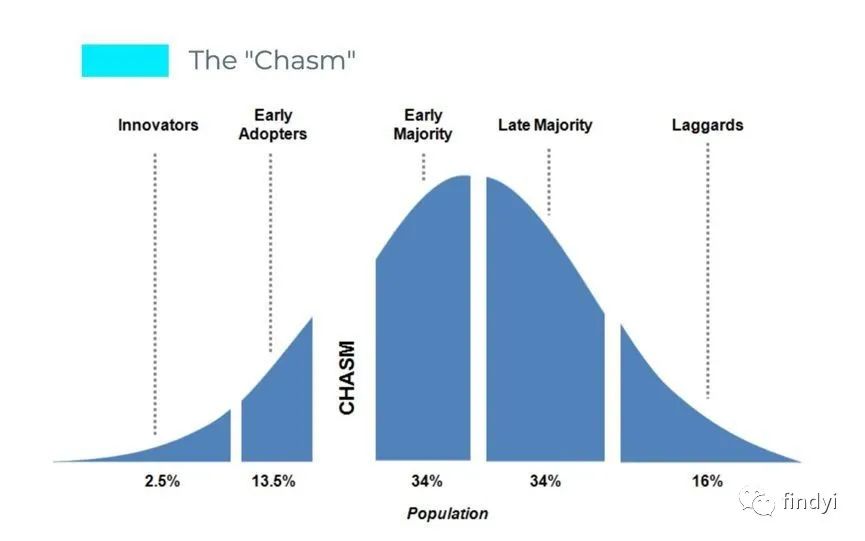 The "Chasm"
Innovators
Early
Adopters
Early
Majority
Late Majority
Laggards
CHASM
2.5%
13.5%
34%
34%
16%
Population
findyi